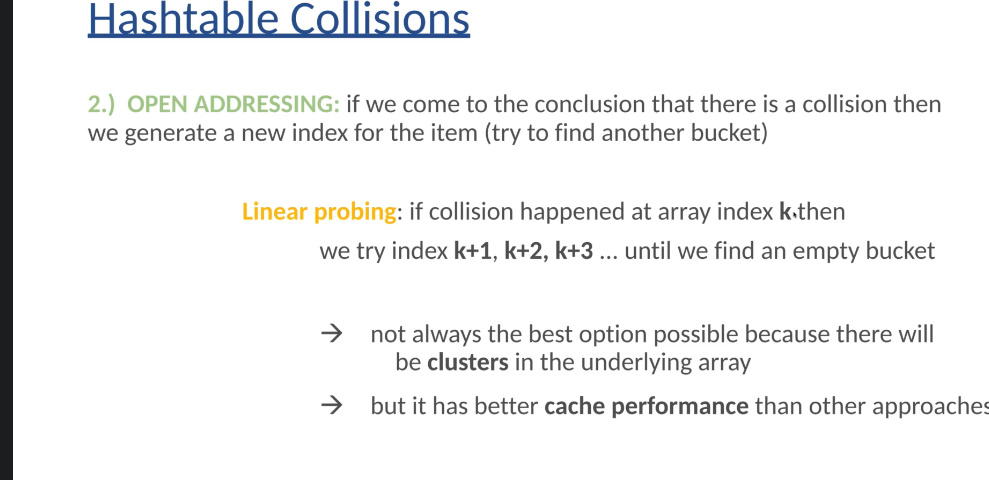 Hashtable Collisions
2.) OPEN ADDRESSING: if we come to the conclusion that there is a collision then
we generate a new index for the item (try to find another bucket)
Linear probing: if collision happened at array index k then
we try index k+1, k+2, k+3 ... until we find an empty bucket
→ not always the best option possible because there will
be clusters in the underlying array
→ but it has better cache performance than other approaches